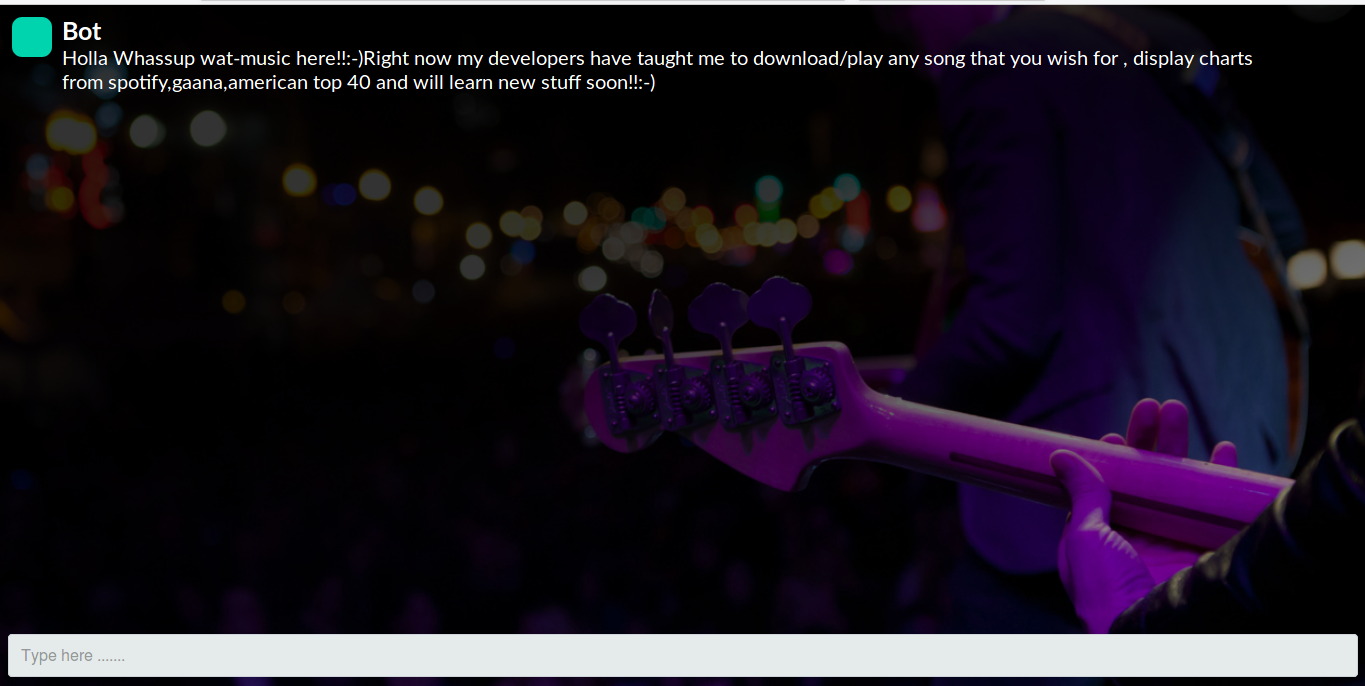 Bot
Holla Whassup wat-music here!!:-)Right now my developers have taught me to download/play any song that you wish for , display charts
from spotify,gaana,american top 40 and will learn new stuff soon!!:-)
Type here .......